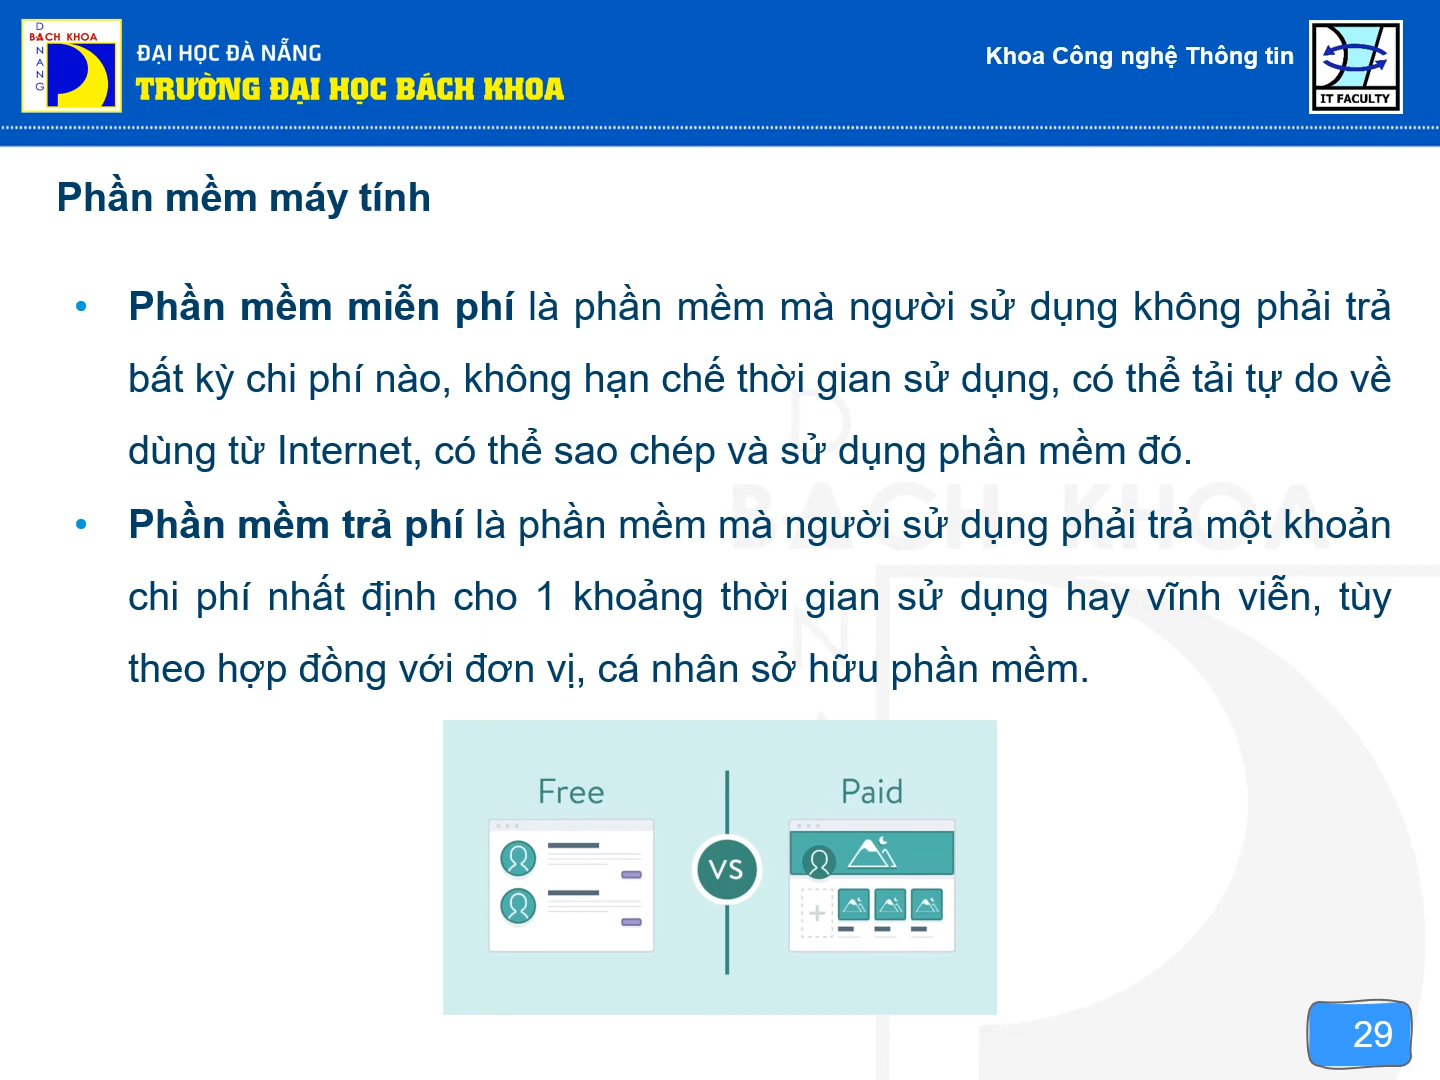 D
BACH KHOA
N
A
N
G
ĐẠI HỌC ĐÀ NẴNG
TRƯỜNG ĐẠI HỌC BÁCH KHOA
Khoa Công nghệ Thông tin
IT FACULTY
Phần mềm máy tính
• Phần mềm miễn phí là phần mềm mà người sử dụng không phải trả
bất kỳ chi phí nào, không hạn chế thời gian sử dụng, có thể tải tự do về
dùng từ Internet, có thể sao chép và sử dụng phần mềm đó.
• Phần mềm trả phí là phần mềm mà người sử dụng phải trả một khoản
chi phí nhất định cho 1 khoảng thời gian sử dụng hay vĩnh viễn, tùy
theo hợp đồng với đơn vị, cá nhân sở hữu phần mềm.
D
BACH KHOA
N
Free
Paid
VS
29